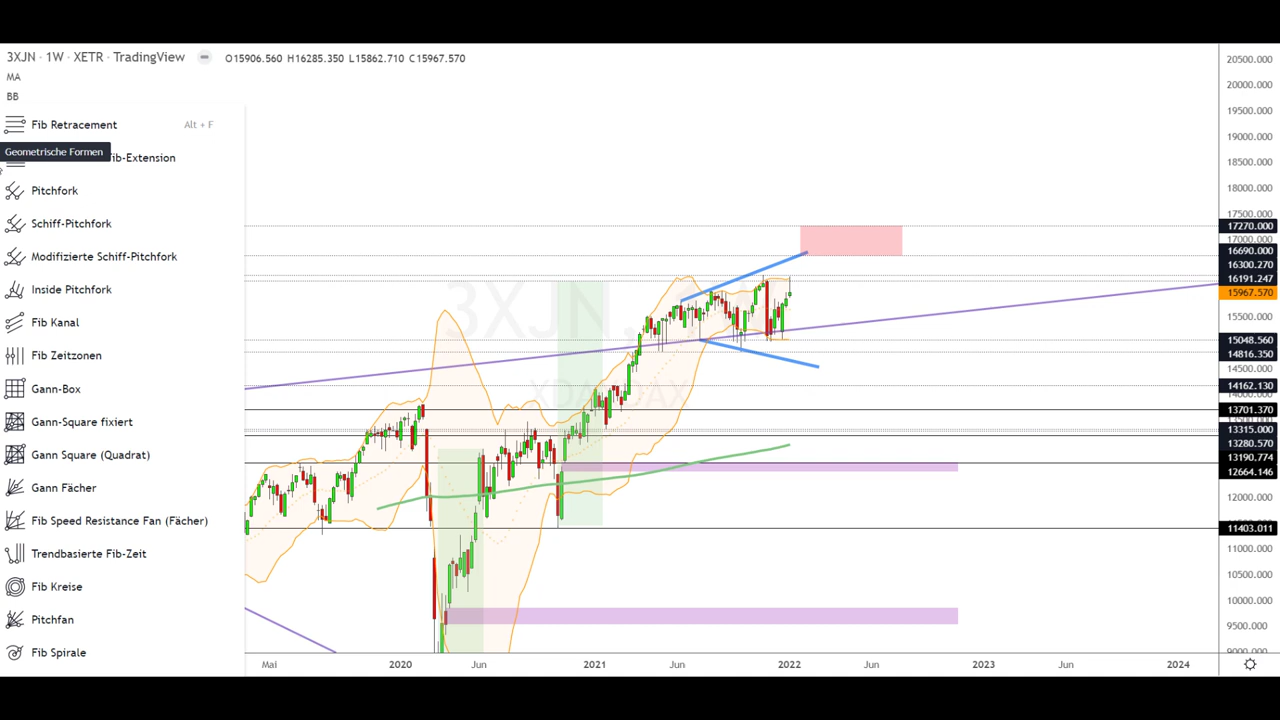 3XJN · 1W · XETR · TradingView
O15906.560 H16285.350 L15862.710 C15967.570
MA
BB
Fib Retracement Alt + F
Geometrische Formen
ib-Extension
Pitchfork
Schiff-Pitchfork
Modifizierte Schiff-Pitchfork
Inside Pitchfork
Fib Kanal
Fib Zeitzonen
Gann-Box
Gann-Square fixiert
Gann Square (Quadrat)
Gann Fächer
Fib Speed Resistance Fan (Fächer)
Trendbasierte Fib-Zeit
Fib Kreise
Pitchfan
Fib Spirale
20500.000
20000.000
19500.000
19000.000
18500.000
18000.000
17500.000
17270.000
17000.000
16690.000
16300.270
16191.247
15967.570
15500.000
15048.560
14816.350
14500.000
14162.130
14000.000
13701.370
13315.000
13280.570
13190.774
12664.146
12000.000
11403.011
11000.000
10500.000
10000.000
9500.000
9000.000
Mai
2020
Jun
2021
Jun
2022
Jun
2023
Jun
2024